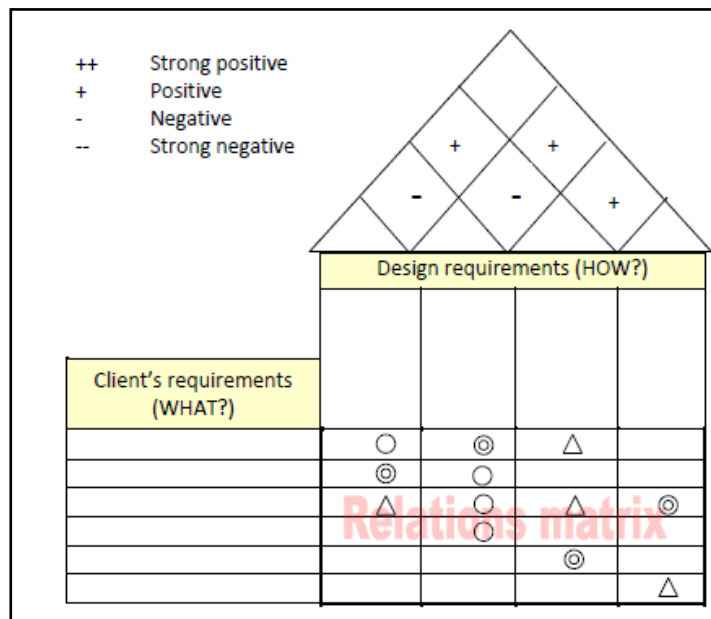 ++ Strong positive
+ Positive
- Negative
-- Strong negative
+ +
- - +
Design requirements (HOW?)
Client's requirements
(WHAT?)
Relations matrix